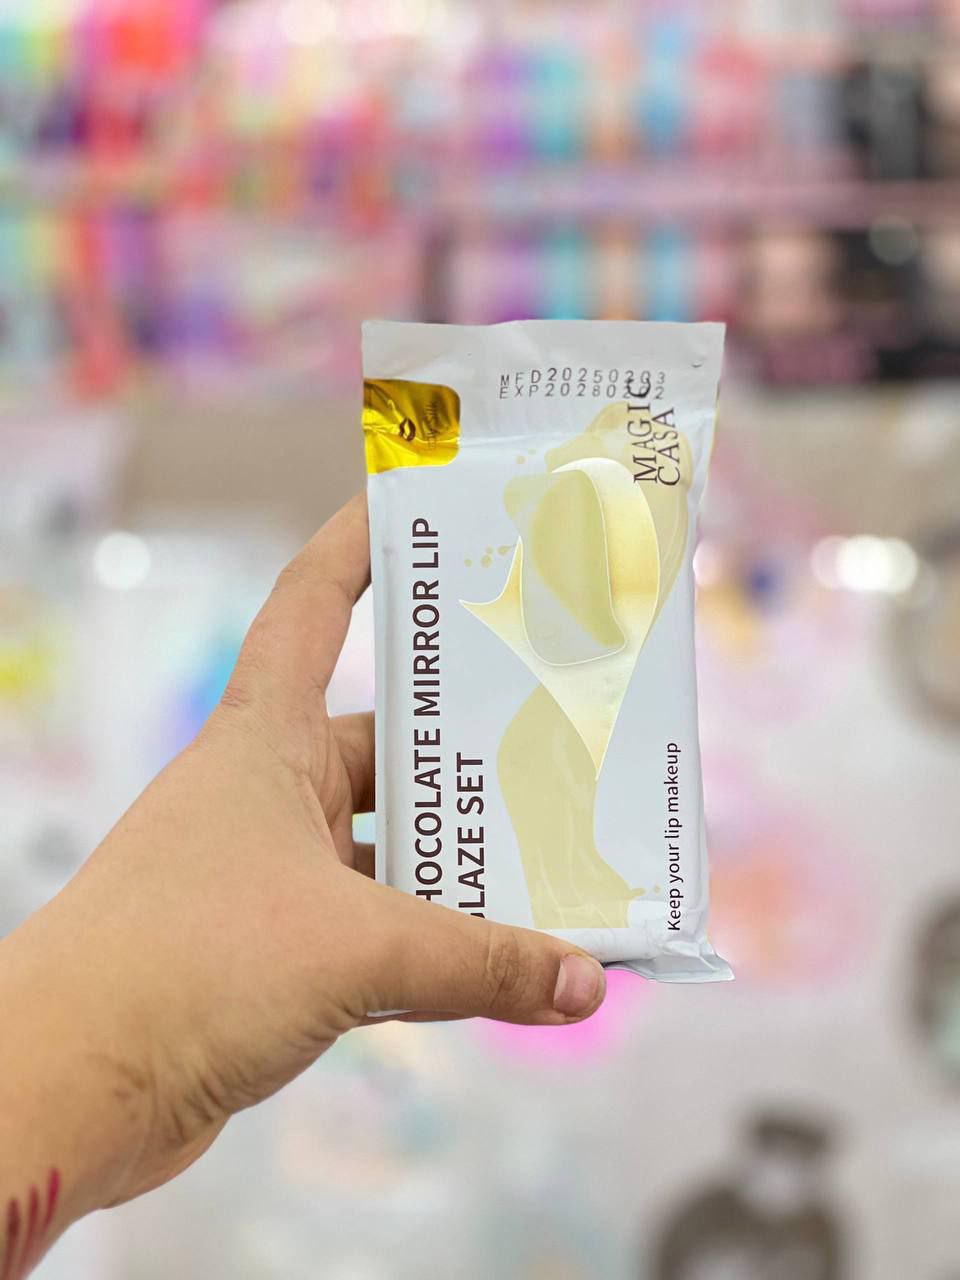 MFD20250203
EXP20280202
MAGIC
CASA
HOCOLATE MIRROR LIP
LAZE SET
Keep your lip makeup